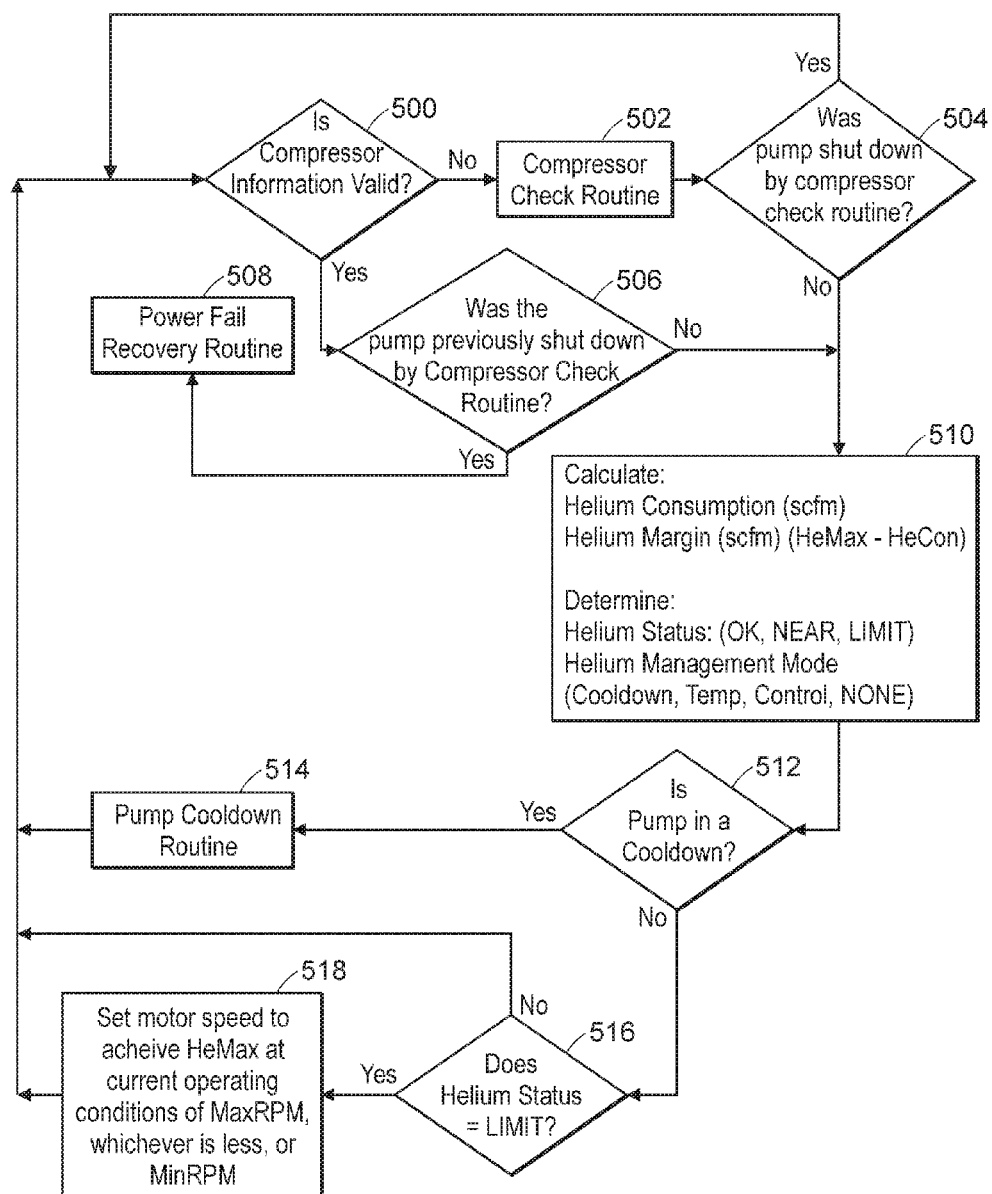 Yes
500
502
504
Is
Compressor
Information Valid?
No
Compressor
Check Routine
Was
pump shut down
by compressor
check routine?
Yes
No
508
506
Power Fail
Recovery Routine
Was the
pump previously shut down
by Compressor Check
Routine?
No
Yes
510
Calculate:
Helium Consumption (scfm)
Helium Margin (scfm) (HeMax - HeCon)
Determine:
Helium Status: (OK, NEAR, LIMIT)
Helium Management Mode
(Cooldown, Temp, Control, NONE)
514
512
Pump Cooldown
Routine
Yes
Is
Pump in a
Cooldown?
No
518
516
Set motor speed to
acheive HeMax at
current operating
conditions of MaxRPM,
whichever is less, or
MinRPM
Yes
No
Does
Helium Status
= LIMIT?